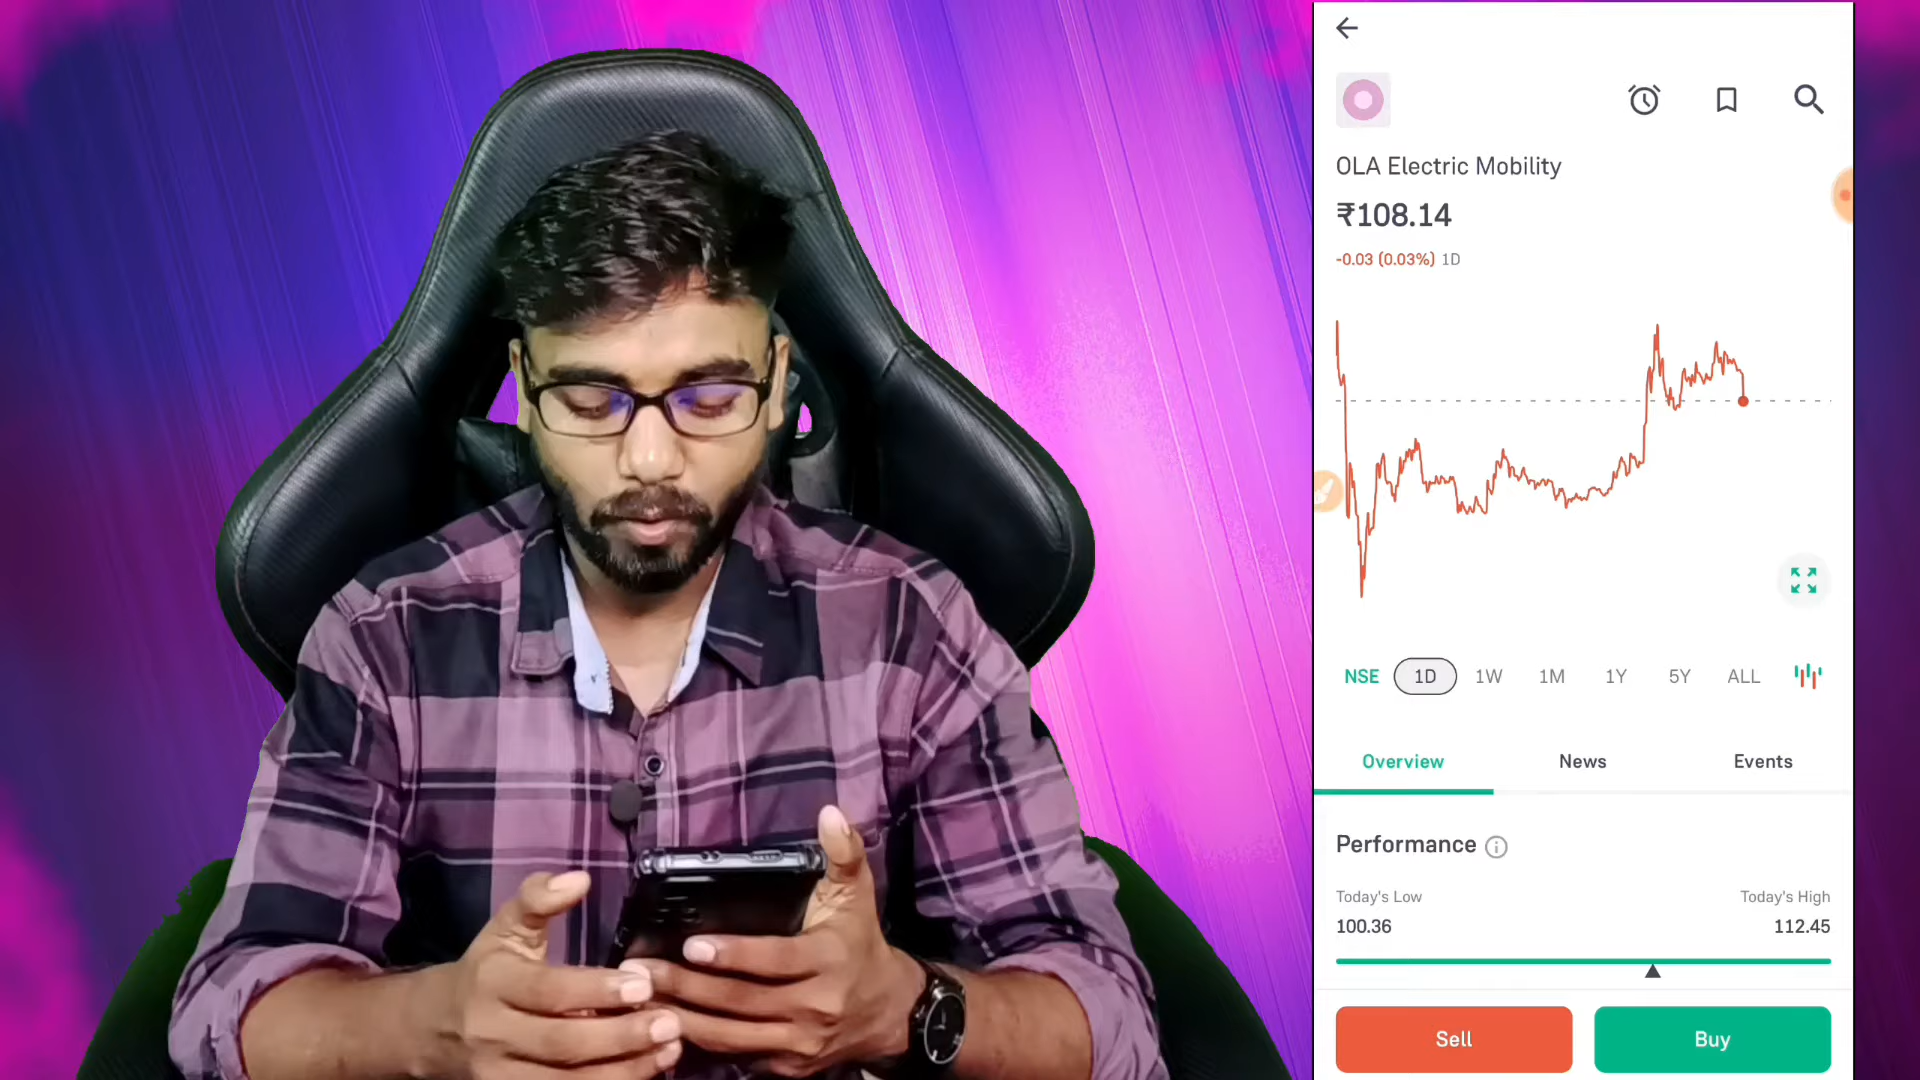 OLA Electric Mobility
₹108.14
-0.03 (0.03%) 1D
NSE 1D 1W 1M 1Y 5Y ALL
Overview News Events
Performance
Today's Low Today's High
100.36 112.45
Sell Buy